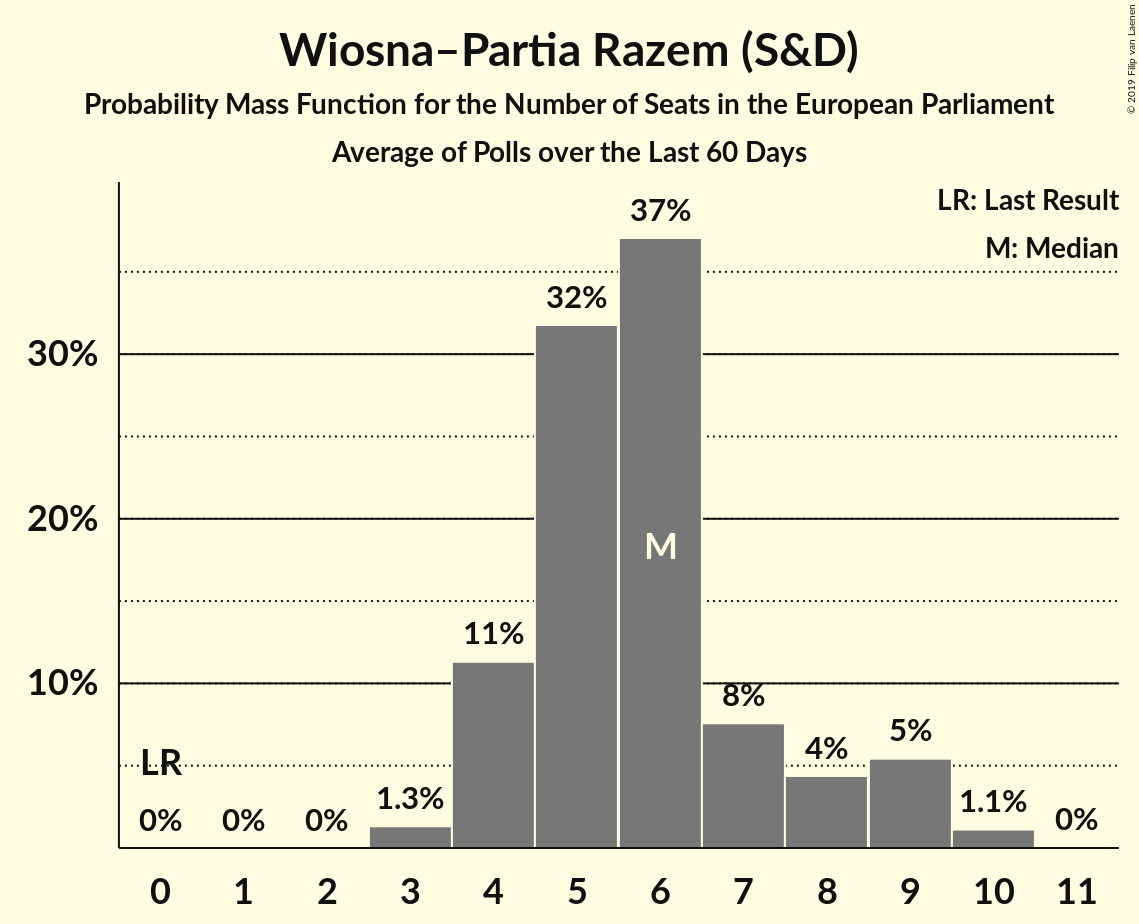 Wiosna–Partia Razem (S&D)
Probability Mass Function for the Number of Seats in the European Parliament
Average of Polls over the Last 60 Days
© 2019 Filip van Laenen
LR: Last Result
M: Median
37%
32%
30%
20%
M
11%
10%
8%
5%
4%
LR
1.3%
1.1%
0% 0% 0% 0%
0 1 2 3 4 5 6 7 8 9 10 11